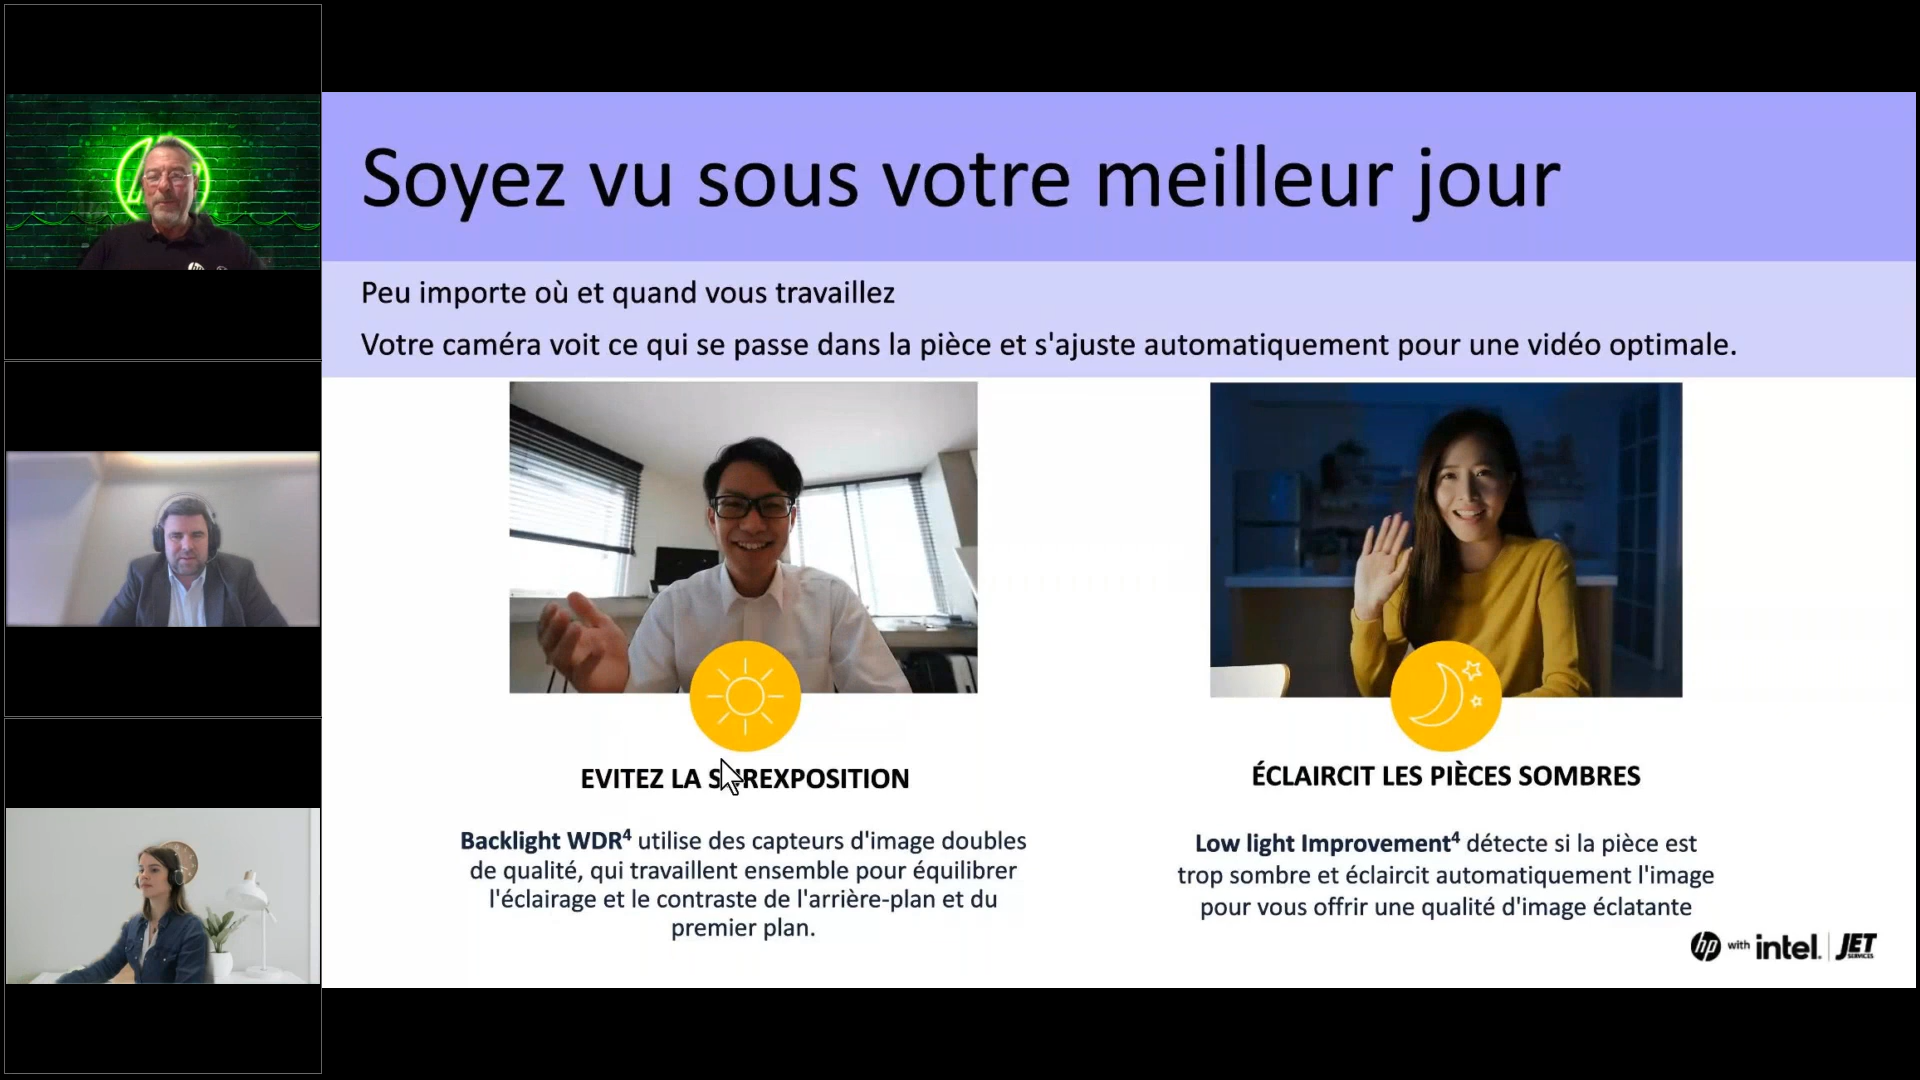 Soyez vu sous votre meilleur jour
Peu importe où et quand vous travaillez
Votre caméra voit ce qui se passe dans la pièce et s'ajuste automatiquement pour une vidéo optimale.
EVITEZ LA SUREXPOSITION
Backlight WDR⁴ utilise des capteurs d'image doubles
de qualité, qui travaillent ensemble pour équilibrer
l'éclairage et le contraste de l'arrière-plan et du
premier plan.
ÉCLAIRCIT LES PIÈCES SOMBRES
Low light Improvement⁴ détecte si la pièce est
trop sombre et éclaircit automatiquement l'image
pour vous offrir une qualité d'image éclatante
hp with intel. | JET SERVICES